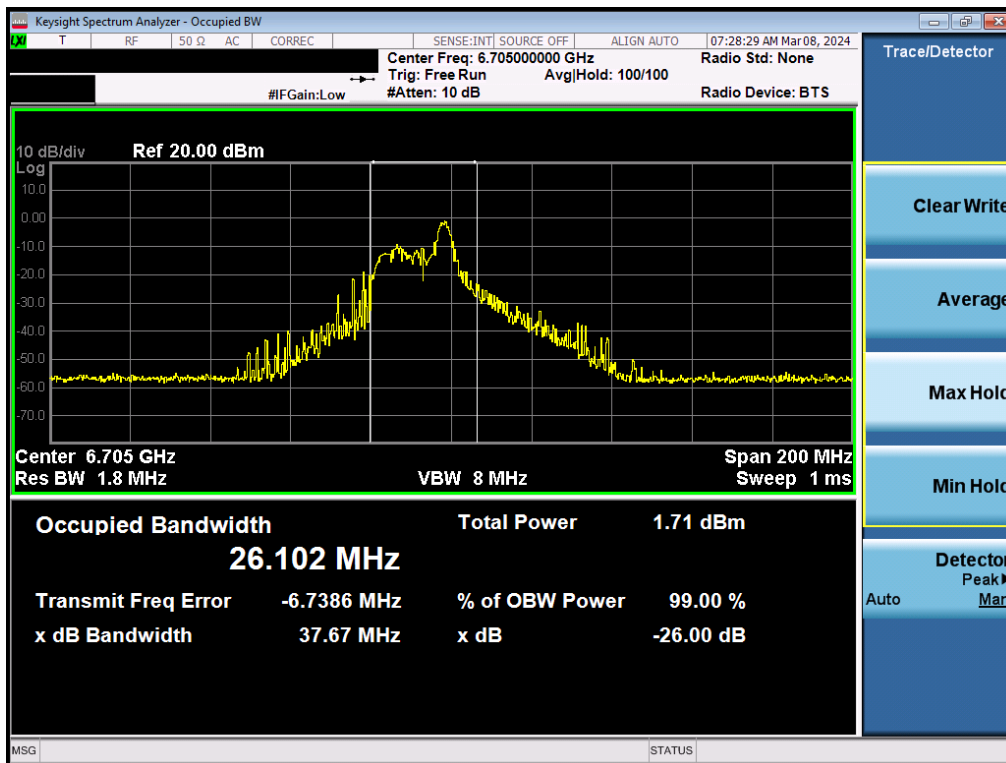 Keysight Spectrum Analyzer - Occupied BW
LXI T RF 50 Ω AC CORREC SENSE:INT SOURCE OFF ALIGN AUTO 07:28:29 AM Mar 08, 2024
Center Freq: 6.705000000 GHz Radio Std: None
Trig: Free Run Avg|Hold: 100/100
#IFGain:Low #Atten: 10 dB Radio Device: BTS
10 dB/div Ref 20.00 dBm
Log
10.0
0.00
-10.0
-20.0
-30.0
-40.0
-50.0
-60.0
-70.0
Center 6.705 GHz Span 200 MHz
Res BW 1.8 MHz VBW 8 MHz Sweep 1 ms
Occupied Bandwidth Total Power 1.71 dBm
26.102 MHz
Transmit Freq Error -6.7386 MHz % of OBW Power 99.00 %
x dB Bandwidth 37.67 MHz x dB -26.00 dB
MSG STATUS
Trace/Detector
Clear Write
Average
Max Hold
Min Hold
Detector
Peak
Auto Man